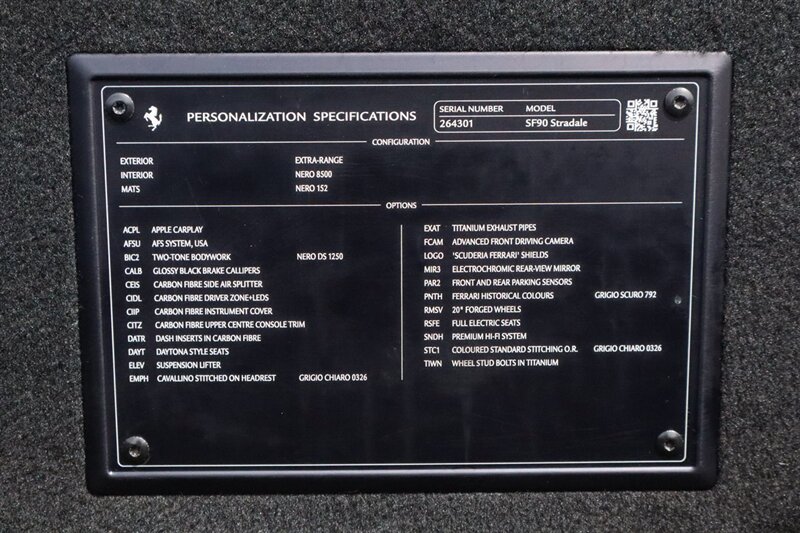 PERSONALIZATION SPECIFICATIONS
SERIAL NUMBER MODEL
264301 SF90 Stradale
CONFIGURATION
EXTERIOR EXTRA-RANGE
INTERIOR NERO 8500
MATS NERO 152
OPTIONS
ACPL APPLE CARPLAY
AFSU AFS SYSTEM, USA
BIC2 TWO-TONE BODYWORK NERO DS 1250
CALB GLOSSY BLACK BRAKE CALLIPERS
CEIS CARBON FIBRE SIDE AIR SPLITTER
CIDL CARBON FIBRE DRIVER ZONE+LEDS
CIIP CARBON FIBRE INSTRUMENT COVER
CITZ CARBON FIBRE UPPER CENTRE CONSOLE TRIM
DATR DASH INSERTS IN CARBON FIBRE
DAYT DAYTONA STYLE SEATS
ELEV SUSPENSION LIFTER
EMPH CAVALLINO STITCHED ON HEADREST GRIGIO CHIARO 0326
EXAT TITANIUM EXHAUST PIPES
FCAM ADVANCED FRONT DRIVING CAMERA
LOGO 'SCUDERIA FERRARI' SHIELDS
MIR3 ELECTROCHROMIC REAR-VIEW MIRROR
PAR2 FRONT AND REAR PARKING SENSORS
PNTH FERRARI HISTORICAL COLOURS GRIGIO SCURO 792
RMSV 20" FORGED WHEELS
RSFE FULL ELECTRIC SEATS
SNDH PREMIUM HI-FI SYSTEM
STC1 COLOURED STANDARD STITCHING O.R. GRIGIO CHIARO 0326
TIWN WHEEL STUD BOLTS IN TITANIUM